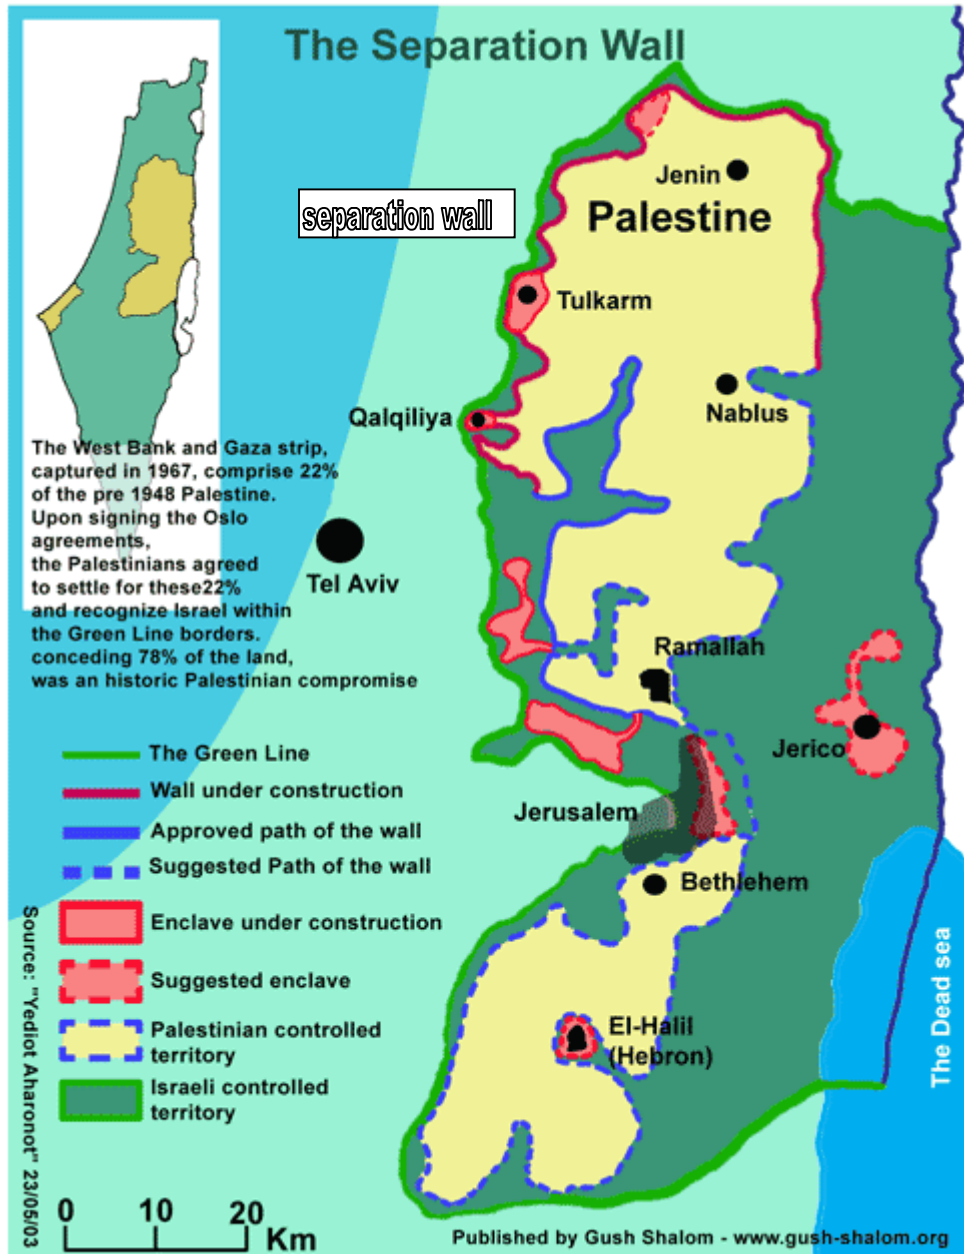 The Separation Wall
separation wall
Jenin
Palestine
Tulkarm
Nablus
Qalqiliya
The West Bank and Gaza strip,
captured in 1967, comprise 22%
of the pre 1948 Palestine.
Upon signing the Oslo
agreements,
the Palestinians agreed
to settle for these22%
and recognize Israel within
the Green Line borders.
conceding 78% of the land,
was an historic Palestinian compromise
Tel Aviv
Ramallah
Jerico
Jerusalem
Bethlehem
El-Halil
(Hebron)
The Dead sea
The Green Line
Wall under construction
Approved path of the wall
Suggested Path of the wall
Enclave under construction
Suggested enclave
Palestinian controlled
territory
Israeli controlled
territory
Source: "Yediot Aharonot" 23/05/03
0 10 20
Km
Published by Gush Shalom - www.gush-shalom.org